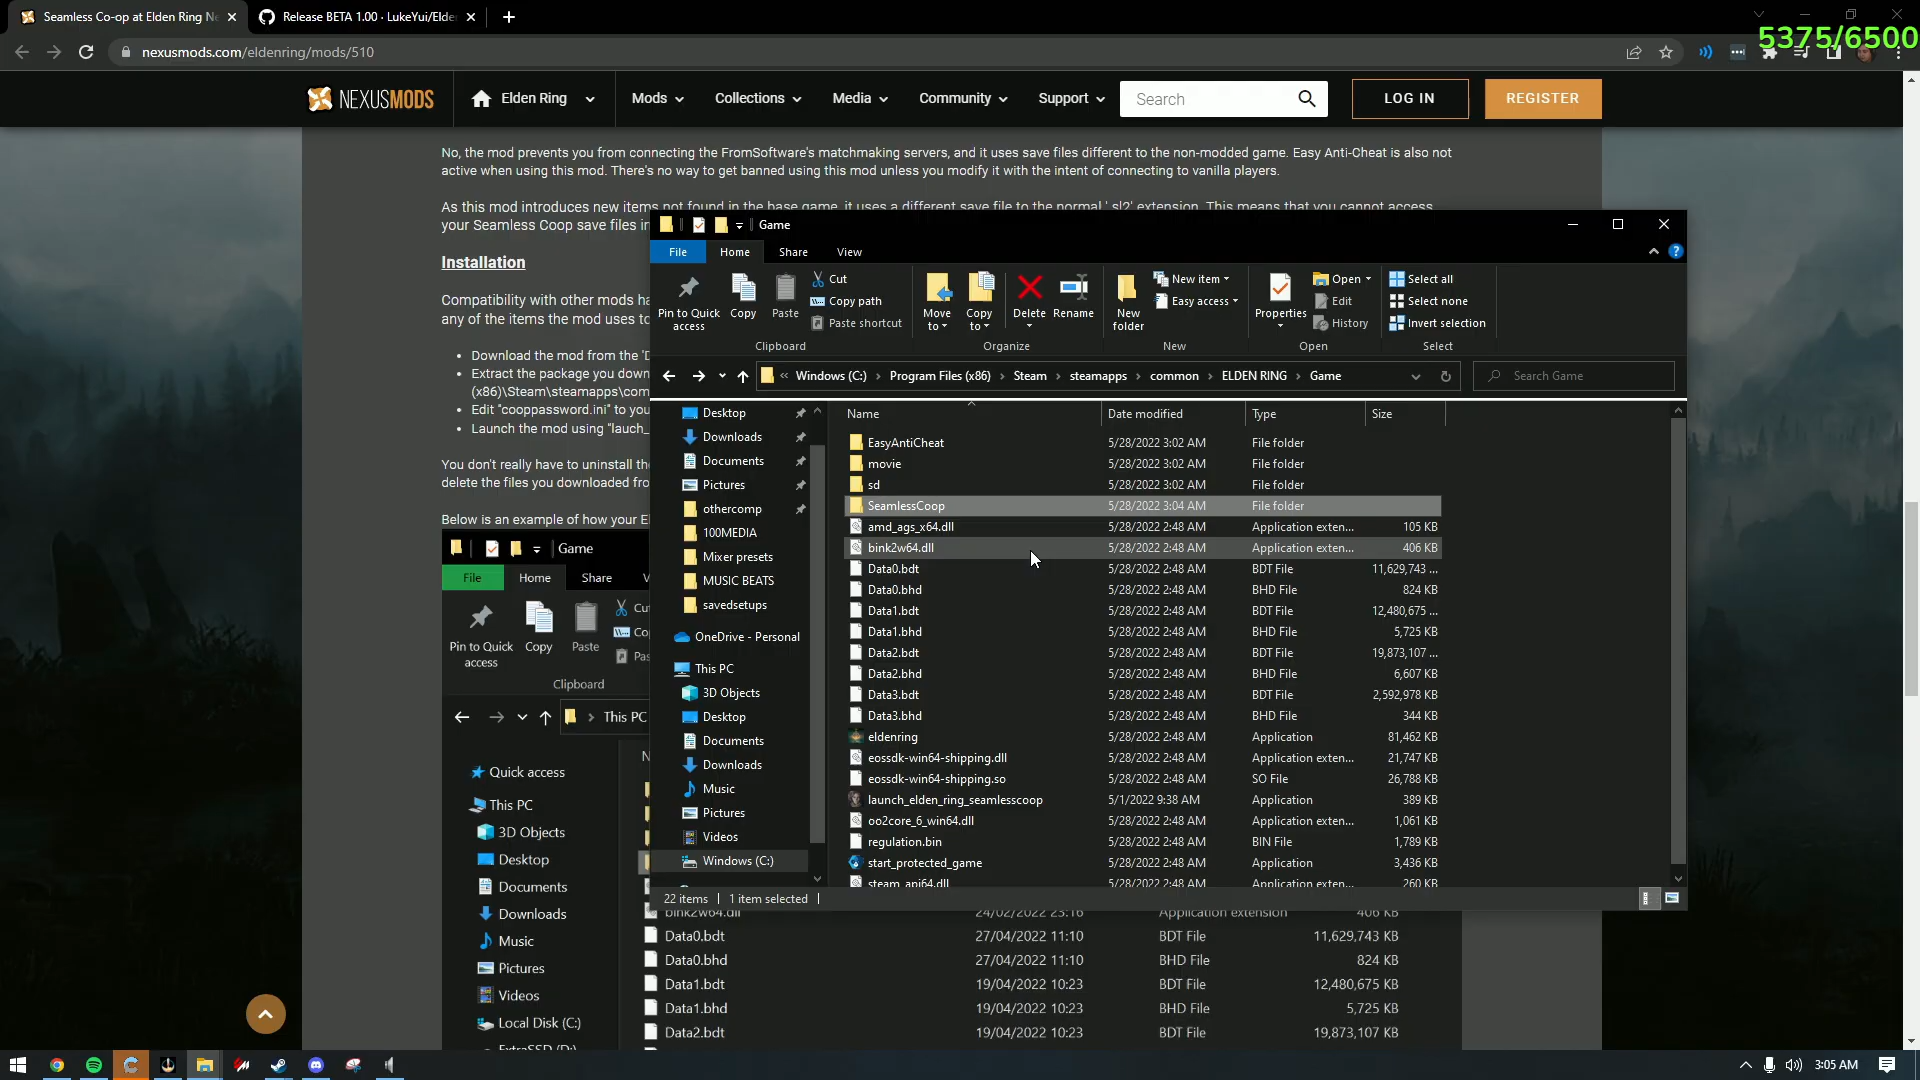 Seamless Co-op at Elden Ring Ne
Release BETA 1.00 · LukeYui/Elde
5375/6500
nexusmods.com/eldenring/mods/510
NEXUSMODS
Elden Ring
Mods
Collections
Media
Community
Support
Search
LOG IN
REGISTER
No, the mod prevents you from connecting the FromSoftware's matchmaking servers, and it uses save files different to the non-modded game. Easy Anti-Cheat is also not
active when using this mod. There's no way to get banned using this mod unless you modify it with the intent of connecting to vanilla players.
As this mod introduces new items not found in the base game, it uses a different save file to the normal '.sl2' extension. This means that you cannot access
your Seamless Coop save files in
Installation
Compatibility with other mods ha
any of the items the mod uses to
Download the mod from the 'D
Extract the package you down
(x86)\Steam\steamapps\com
Edit "cooppassword.ini" to you
Launch the mod using "lauch_
You don't really have to uninstall the
delete the files you downloaded fro
Below is an example of how your E
Game
File
Home
Share
V
Pin to Quick
access
Copy
Paste
Cu
Co
Pas
Clipboard
This PC
N
Quick access
This PC
3D Objects
Desktop
Documents
Downloads
Music
Pictures
Videos
Local Disk (C:)
ExtraSSD (D:)
bink2w64.dll 24/02/2022 23:16 Application extension 406 KB
Data0.bdt 27/04/2022 11:10 BDT File 11,629,743 KB
Data0.bhd 27/04/2022 11:10 BHD File 824 KB
Data1.bdt 19/04/2022 10:23 BDT File 12,480,675 KB
Data1.bhd 19/04/2022 10:23 BHD File 5,725 KB
Data2.bdt 19/04/2022 10:23 BDT File 19,873,107 KB
Game
File
Home
Share
View
Pin to Quick
access
Copy
Paste
Cut
Copy path
Paste shortcut
Clipboard
Move
to
Copy
to
Delete
Rename
Organize
New
folder
New item
Easy access
New
Properties
Open
Edit
History
Open
Select all
Select none
Invert selection
Select
« Windows (C:) › Program Files (x86) › Steam › steamapps › common › ELDEN RING › Game
Search Game
Desktop
Downloads
Documents
Pictures
othercomp
100MEDIA
Mixer presets
MUSIC BEATS
savedsetups
OneDrive - Personal
This PC
3D Objects
Desktop
Documents
Downloads
Music
Pictures
Videos
Windows (C:)
Name Date modified Type Size
EasyAntiCheat 5/28/2022 3:02 AM File folder
movie 5/28/2022 3:02 AM File folder
sd 5/28/2022 3:02 AM File folder
SeamlessCoop 5/28/2022 3:04 AM File folder
amd_ags_x64.dll 5/28/2022 2:48 AM Application exten... 105 KB
bink2w64.dll 5/28/2022 2:48 AM Application exten... 406 KB
Data0.bdt 5/28/2022 2:48 AM BDT File 11,629,743 ...
Data0.bhd 5/28/2022 2:48 AM BHD File 824 KB
Data1.bdt 5/28/2022 2:48 AM BDT File 12,480,675 ...
Data1.bhd 5/28/2022 2:48 AM BHD File 5,725 KB
Data2.bdt 5/28/2022 2:48 AM BDT File 19,873,107 ...
Data2.bhd 5/28/2022 2:48 AM BHD File 6,607 KB
Data3.bdt 5/28/2022 2:48 AM BDT File 2,592,978 KB
Data3.bhd 5/28/2022 2:48 AM BHD File 344 KB
eldenring 5/28/2022 2:48 AM Application 81,462 KB
eossdk-win64-shipping.dll 5/28/2022 2:48 AM Application exten... 21,747 KB
eossdk-win64-shipping.so 5/28/2022 2:48 AM SO File 26,788 KB
launch_elden_ring_seamlesscoop 5/1/2022 9:38 AM Application 389 KB
oo2core_6_win64.dll 5/28/2022 2:48 AM Application exten... 1,061 KB
regulation.bin 5/28/2022 2:48 AM BIN File 1,789 KB
start_protected_game 5/28/2022 2:48 AM Application 3,436 KB
steam_api64.dll 5/28/2022 2:48 AM Application exten... 260 KB
22 items
1 item selected
3:05 AM